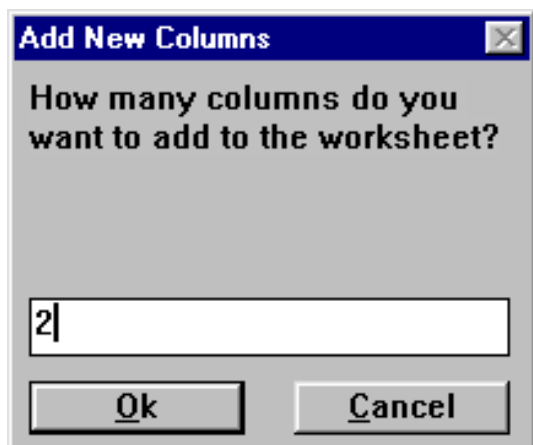 Add New Columns
How many columns do you
want to add to the worksheet?
2
Ok
Cancel